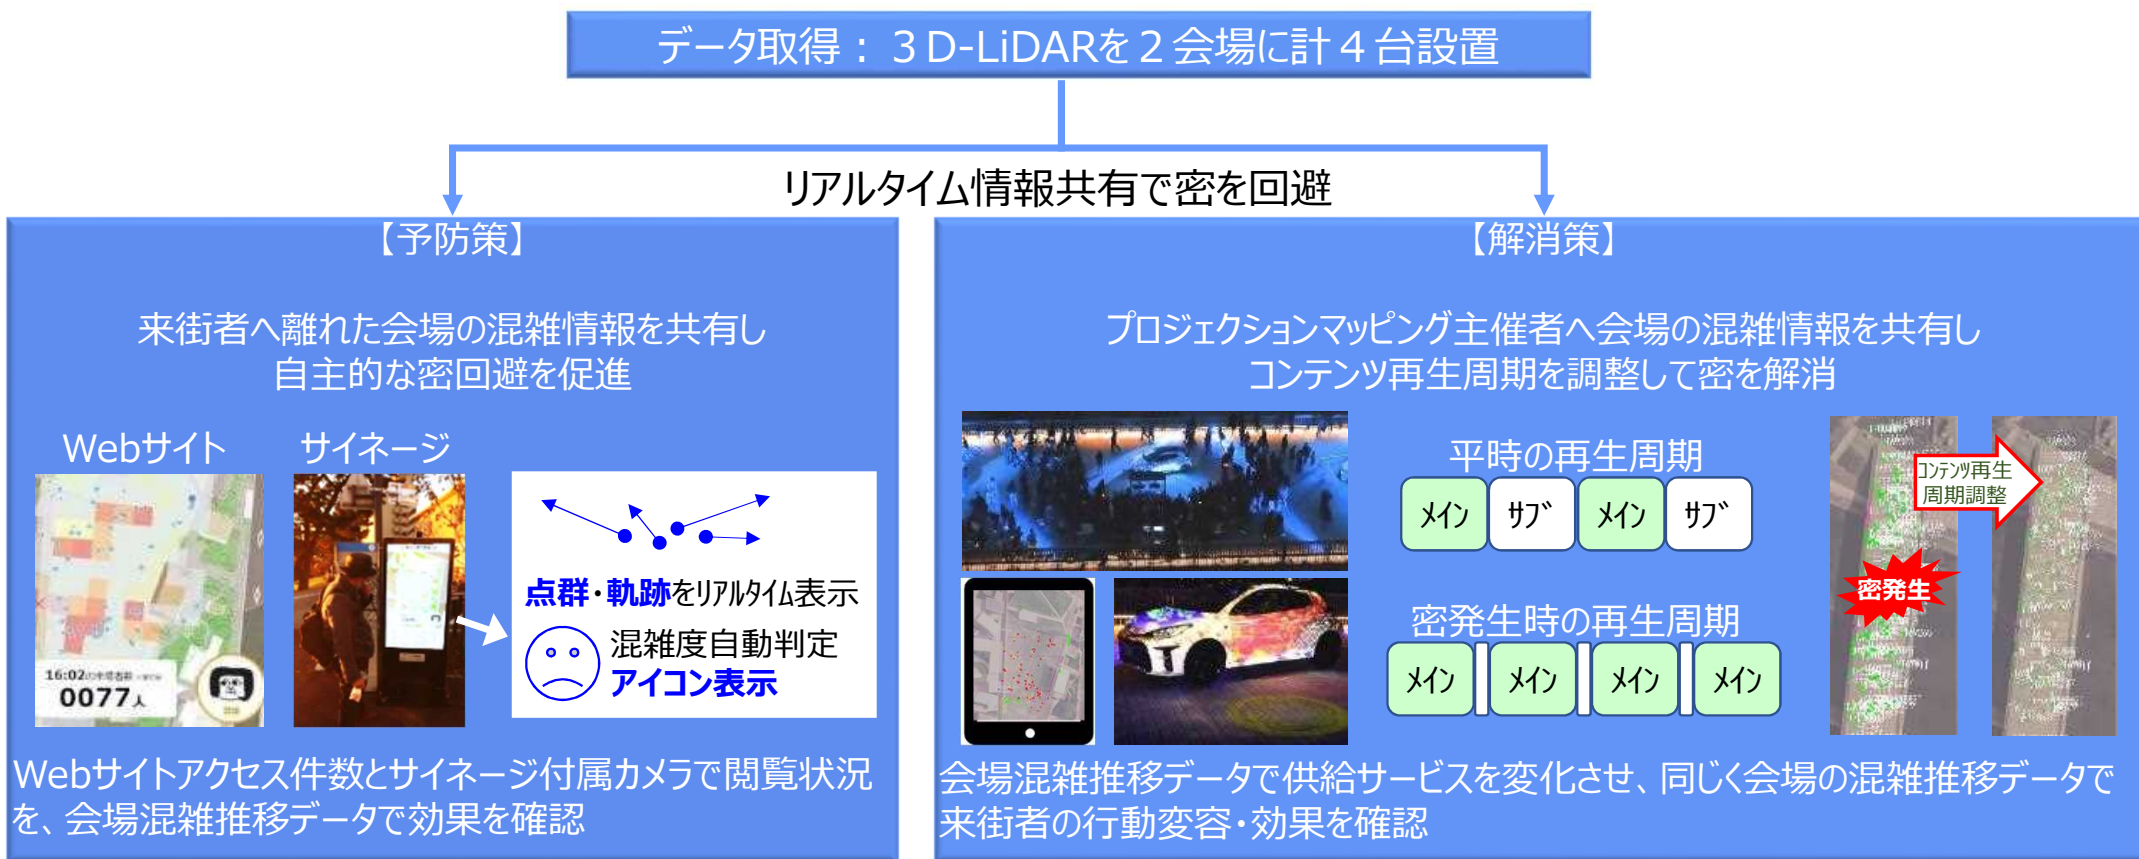 データ取得：３D-LiDARを２会場に計４台設置
リアルタイム情報共有で密を回避
【予防策】
来街者へ離れた会場の混雑情報を共有し
自主的な密回避を促進
Webサイト
サイネージ
16:02
0077人
点群・軌跡をリアルタイム表示
混雑度自動判定
アイコン表示
Webサイトアクセス件数とサイネージ付属カメラで閲覧状況
を、会場混雑推移データで効果を確認
【解消策】
プロジェクションマッピング主催者へ会場の混雑情報を共有し
コンテンツ再生周期を調整して密を解消
平時の再生周期
メイン サブ メイン サブ
密発生時の再生周期
メイン メイン メイン メイン
コンテンツ再生
周期調整
密発生
会場混雑推移データで供給サービスを変化させ、同じく会場の混雑推移データで
来街者の行動変容・効果を確認